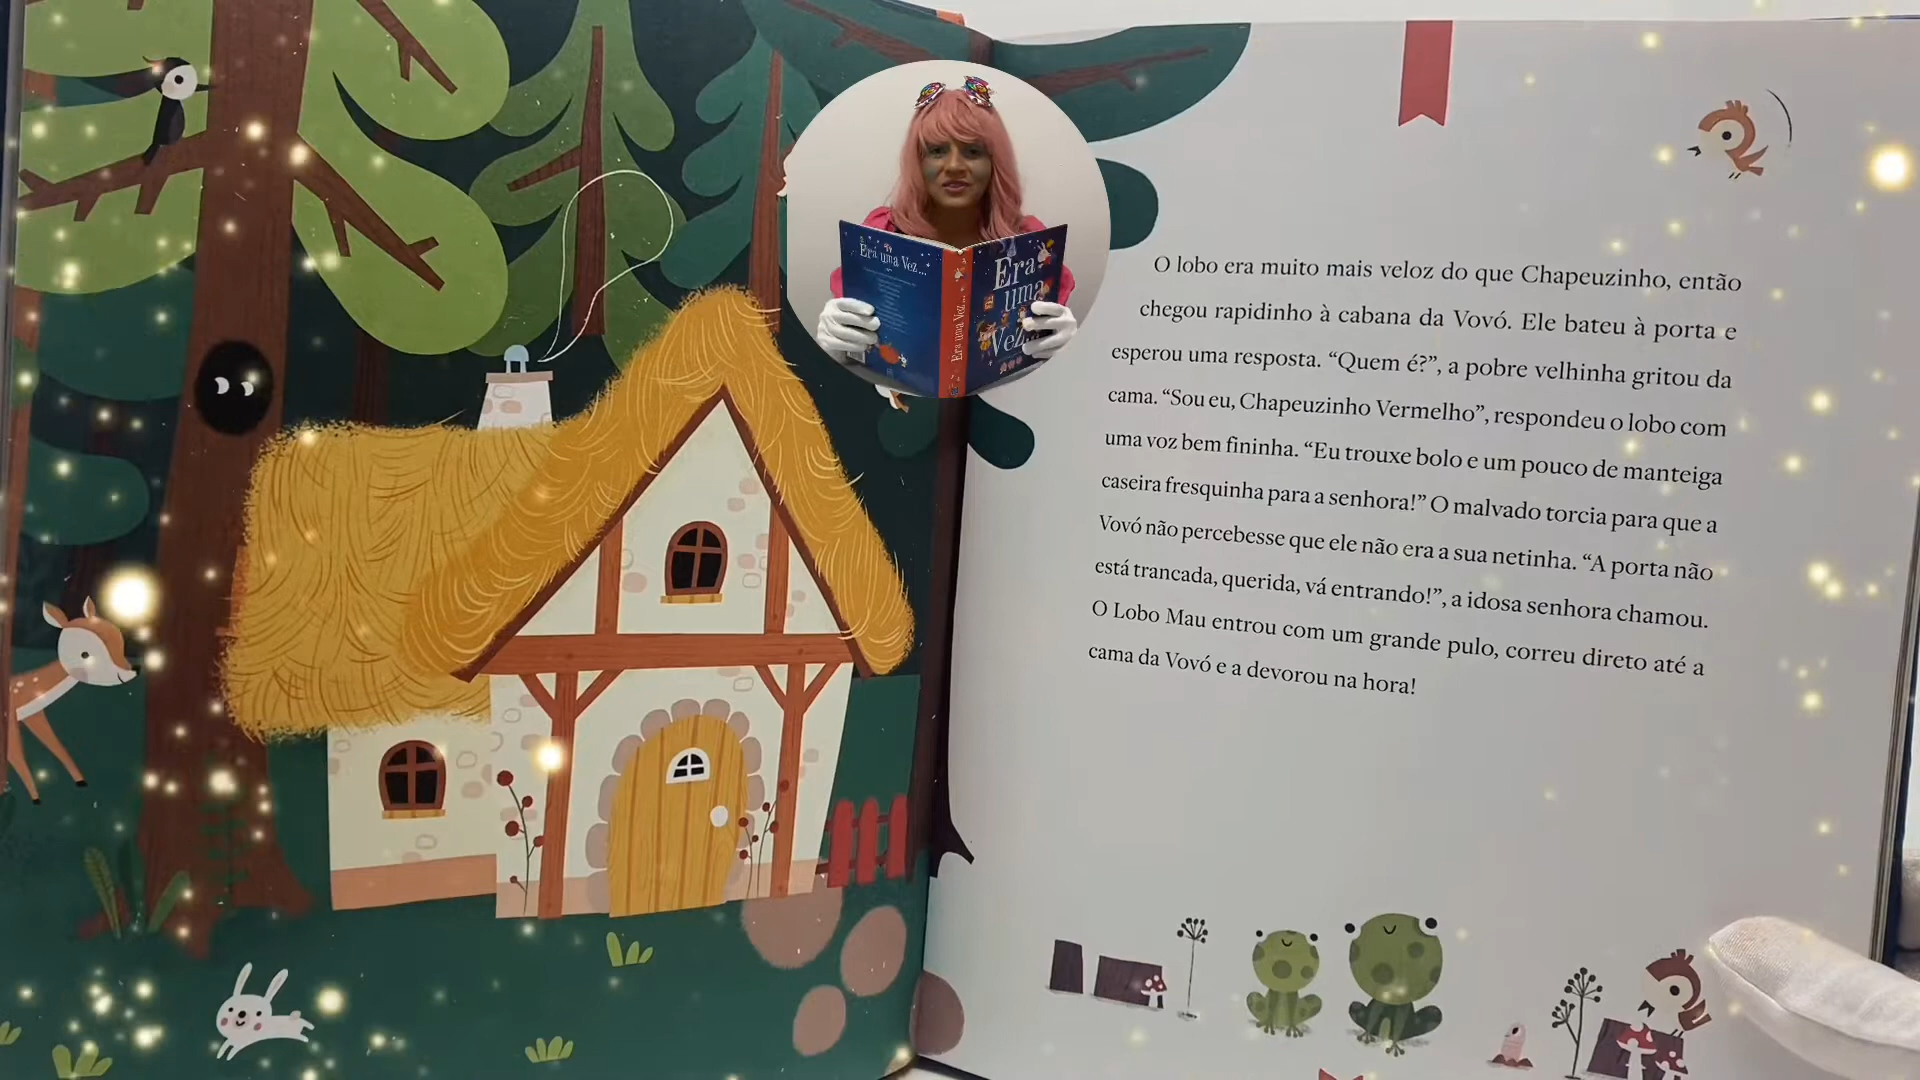 Era uma Vez...
Era uma Vez...
Era
uma
Vez
O lobo era muito mais veloz do que Chapeuzinho, então
chegou rapidinho à cabana da Vovó. Ele bateu à porta e
esperou uma resposta. “Quem é?”, a pobre velhinha gritou da
cama. “Sou eu, Chapeuzinho Vermelho”, respondeu o lobo com
uma voz bem fininha. “Eu trouxe bolo e um pouco de manteiga
caseira fresquinha para a senhora!” O malvado torcia para que a
Vovó não percebesse que ele não era a sua netinha. “A porta não
está trancada, querida, vá entrando!”, a idosa senhora chamou.
O Lobo Mau entrou com um grande pulo, correu direto até a
cama da Vovó e a devorou na hora!